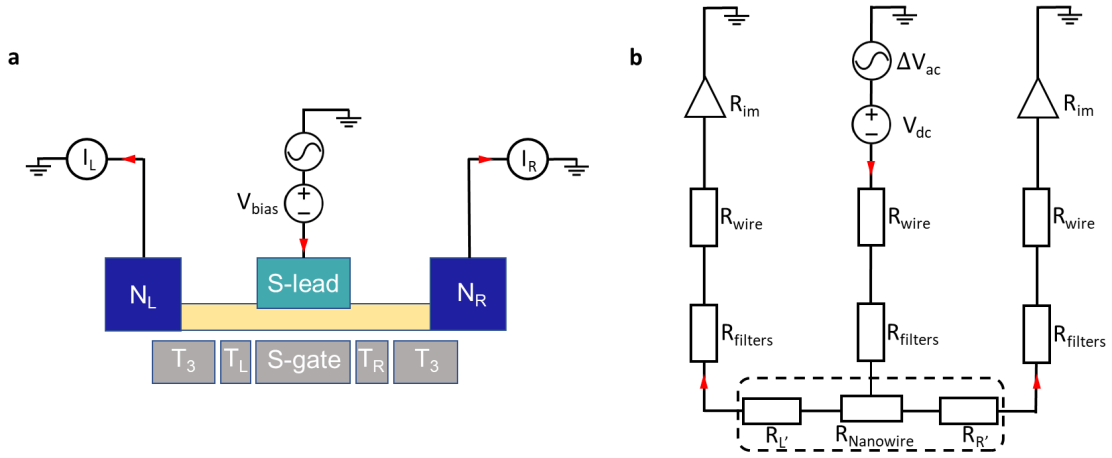 a
I_L
V_bias
I_R
N_L
S-lead
N_R
T_3
T_L
S-gate
T_R
T_3
b
R_im
ΔV_ac
V_dc
R_im
R_wire
R_wire
R_wire
R_filters
R_filters
R_filters
R_L'
R_Nanowire
R_R'